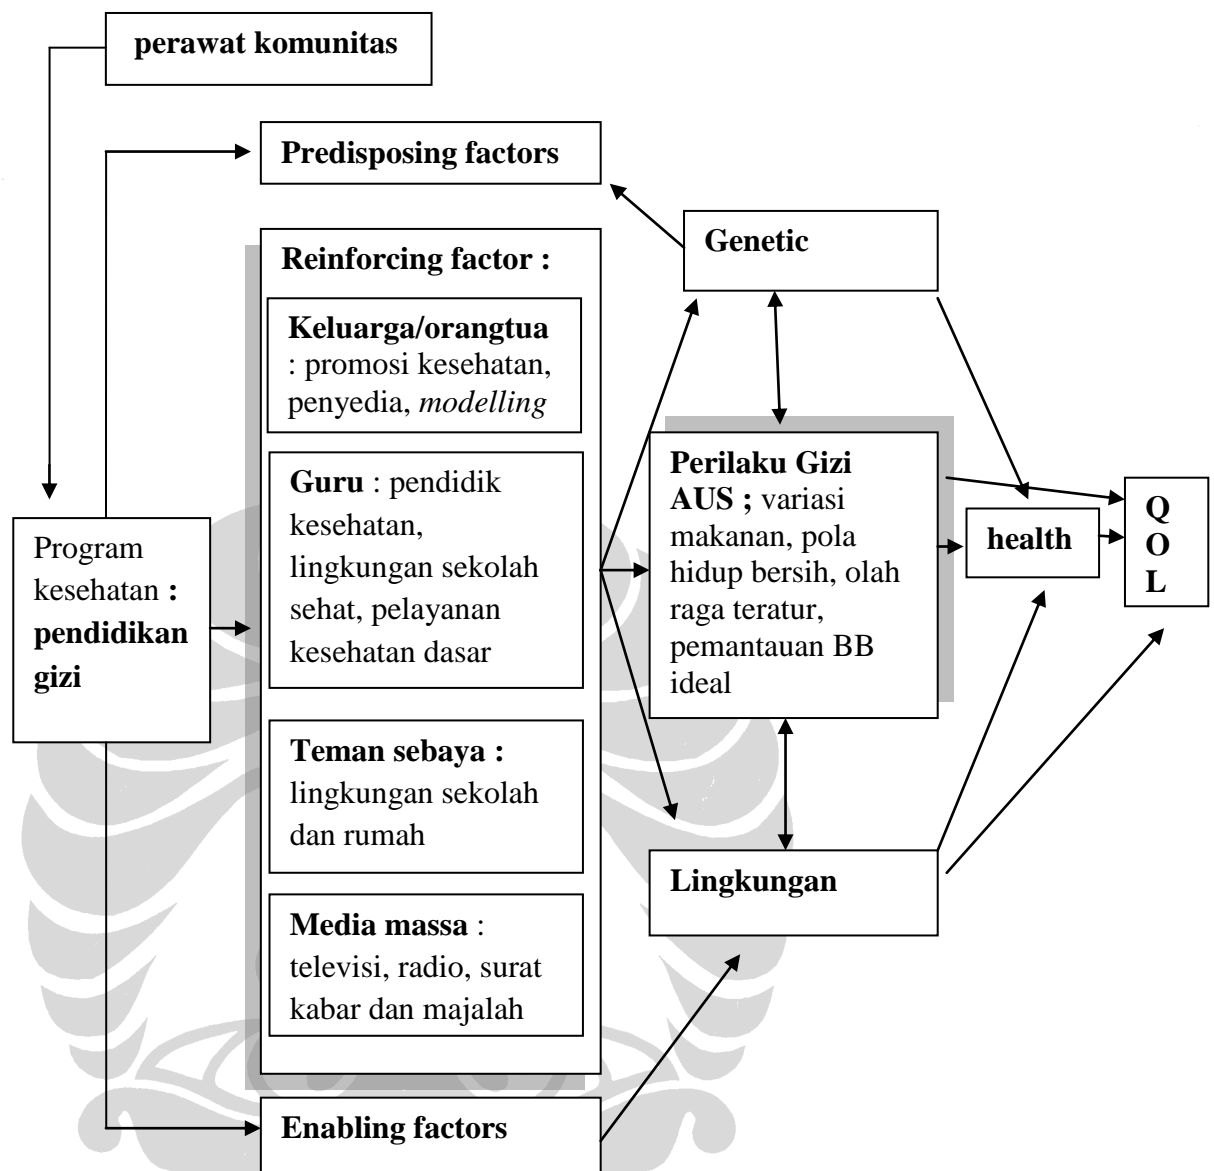 perawat komunitas
Predisposing factors
Genetic
Reinforcing factor :
Keluarga/orangtua
: promosi kesehatan,
penyedia, modelling
Guru : pendidik
kesehatan,
lingkungan sekolah
sehat, pelayanan
kesehatan dasar
Teman sebaya :
lingkungan sekolah
dan rumah
Media massa :
televisi, radio, surat
kabar dan majalah
Program
kesehatan :
pendidikan
gizi
Perilaku Gizi
AUS ; variasi
makanan, pola
hidup bersih, olah
raga teratur,
pemantauan BB
ideal
health
Q
O
L
Lingkungan
Enabling factors